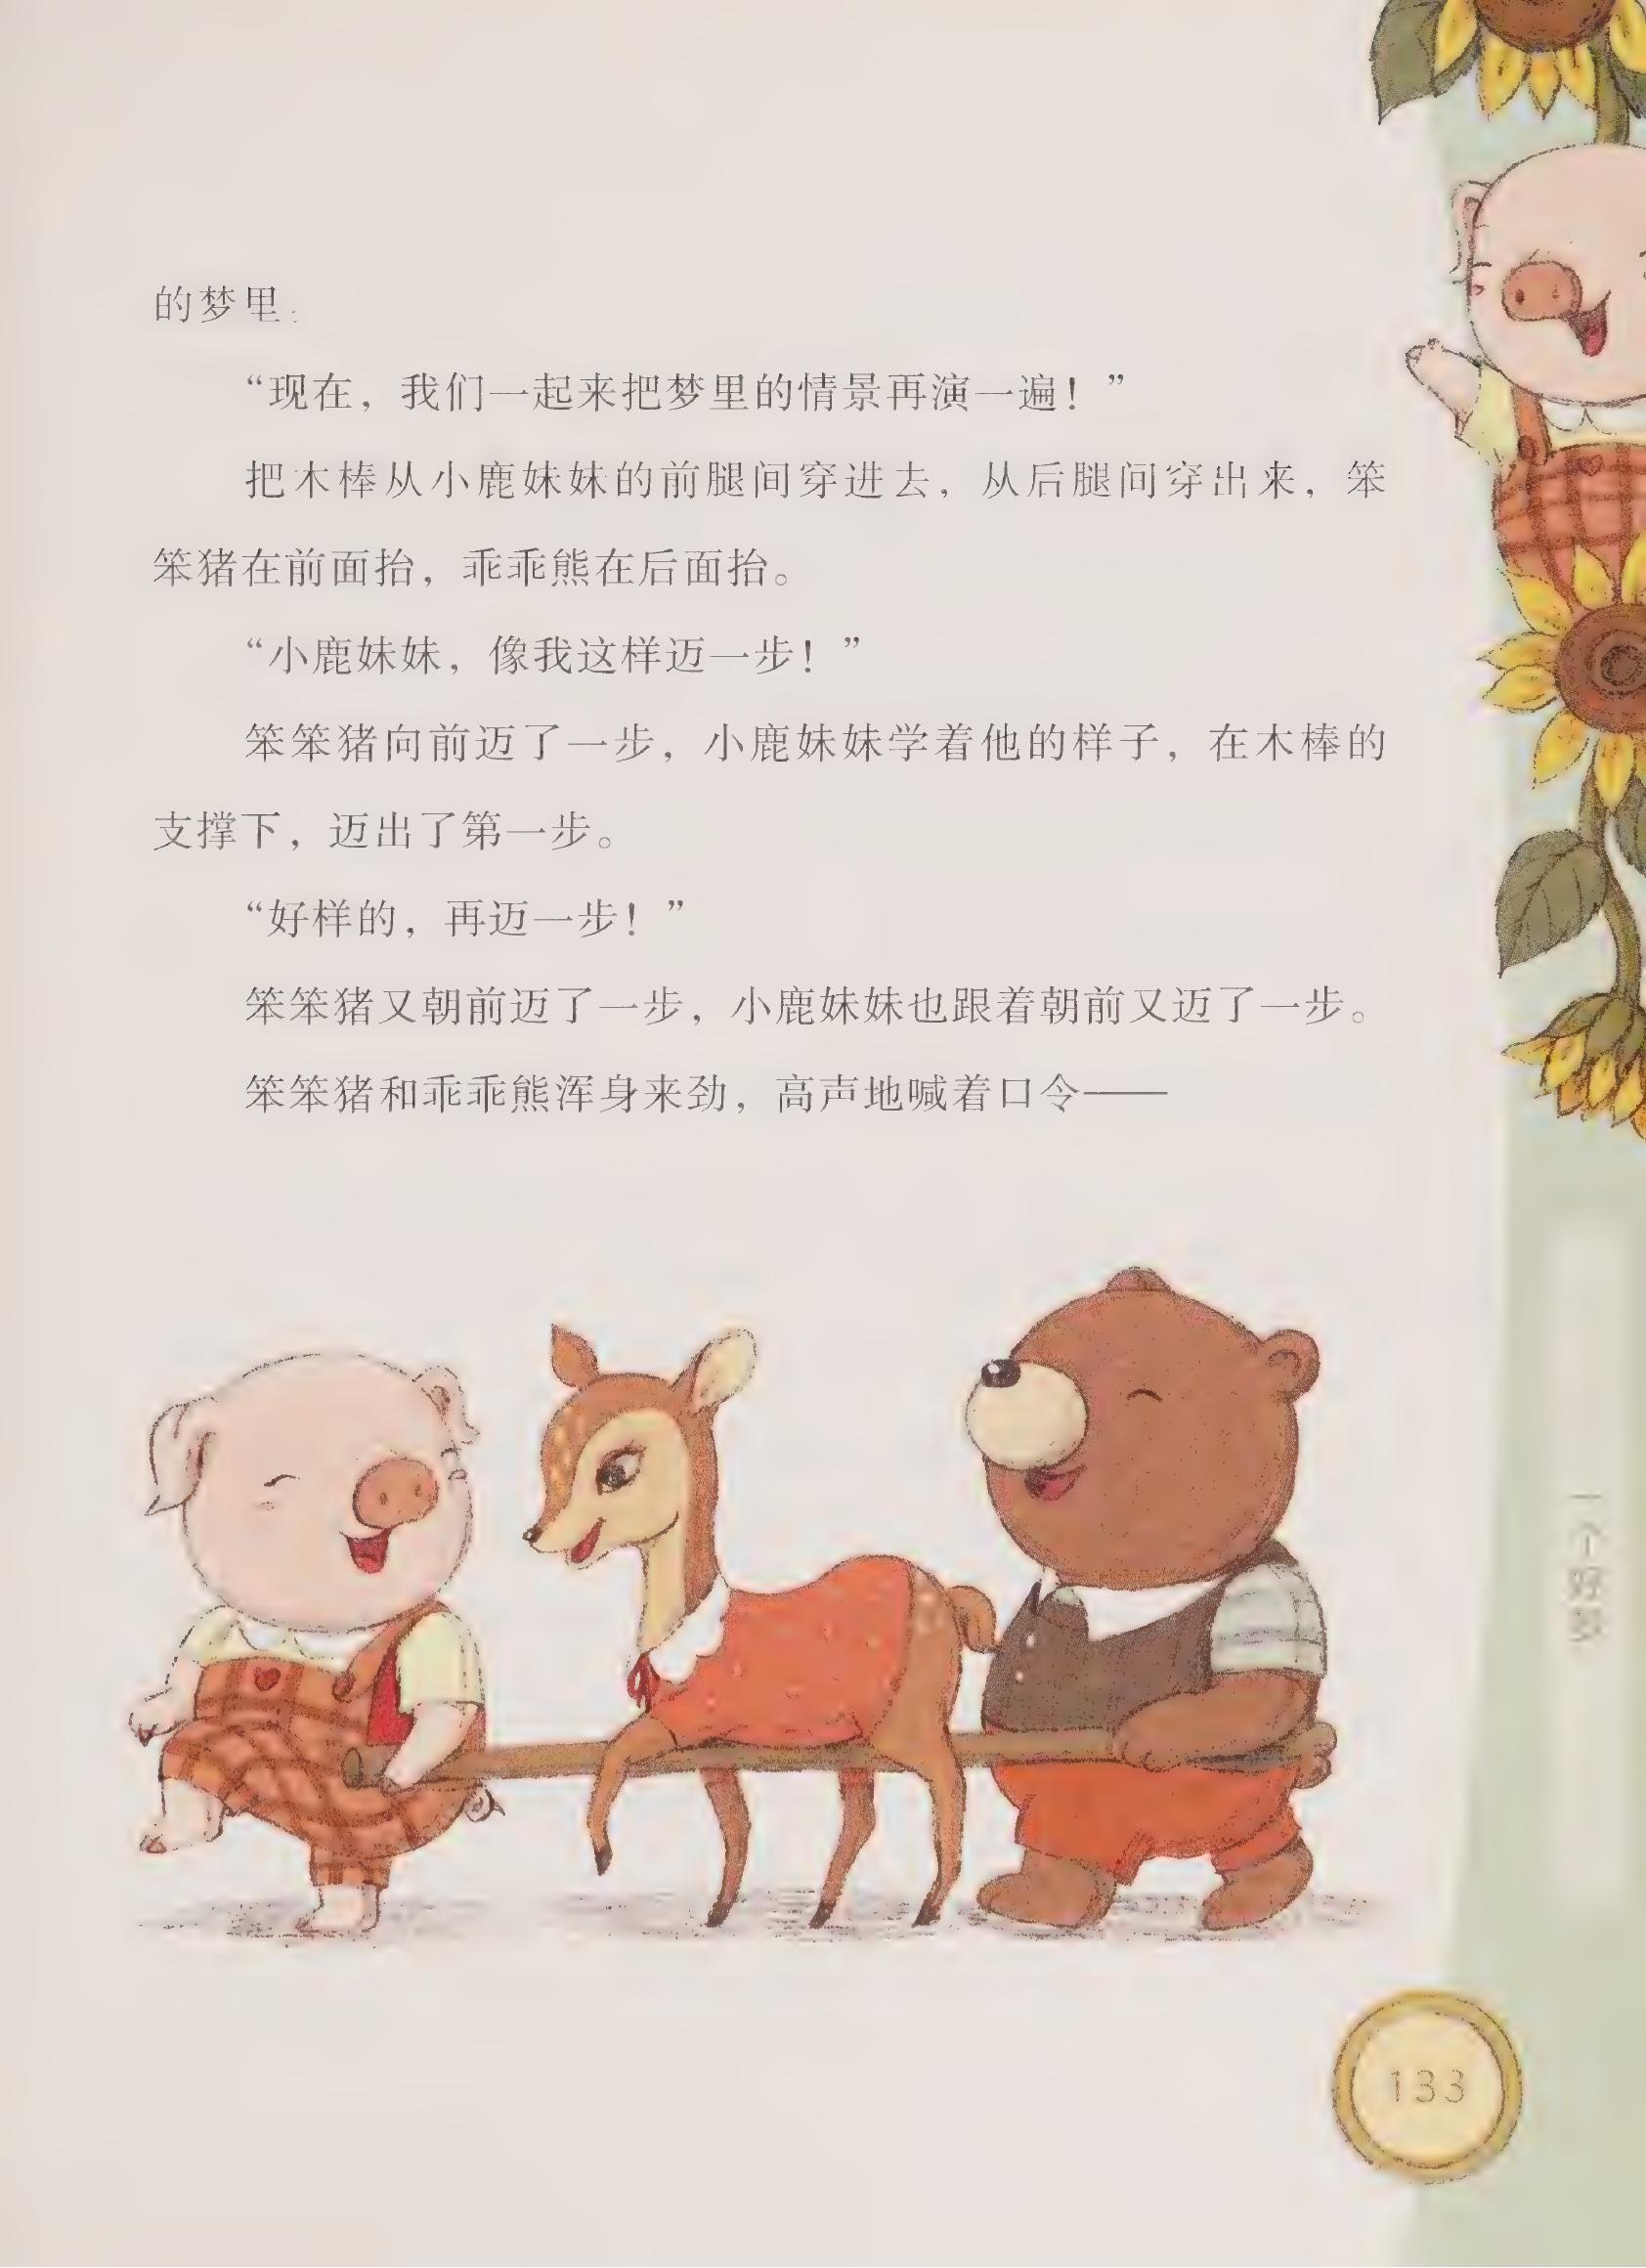 的梦里。
“现在，我们一起来把梦里的情景再演一遍！”
把木棒从小鹿妹妹的前腿间穿进去，从后腿间穿出来，笨
笨猪在前面抬，乖乖熊在后面抬。
“小鹿妹妹，像我这样迈一步！”
笨笨猪向前迈了一步，小鹿妹妹学着他的样子，在木棒的
支撑下，迈出了第一步。
“好样的，再迈一步！”
笨笨猪又朝前迈了一步，小鹿妹妹也跟着朝前又迈了一步。
笨笨猪和乖乖熊浑身来劲，高声地喊着口令——
一个好梦
133